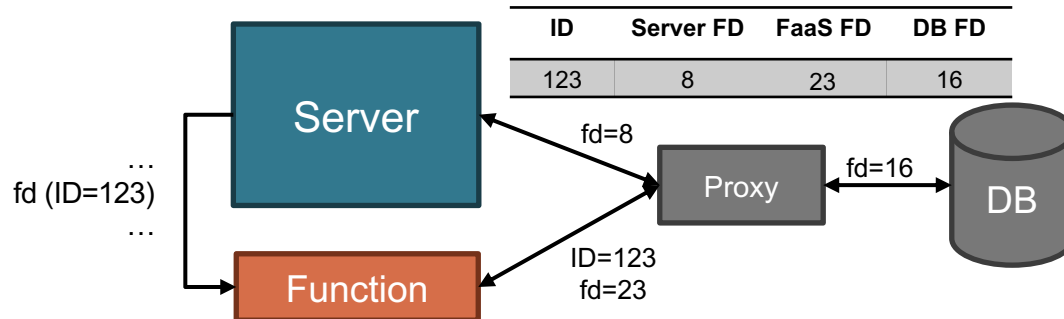 ID Server FD FaaS FD DB FD
123 8 23 16
Server
fd=8
...
fd (ID=123)
...
Proxy
fd=16
DB
ID=123
fd=23
Function